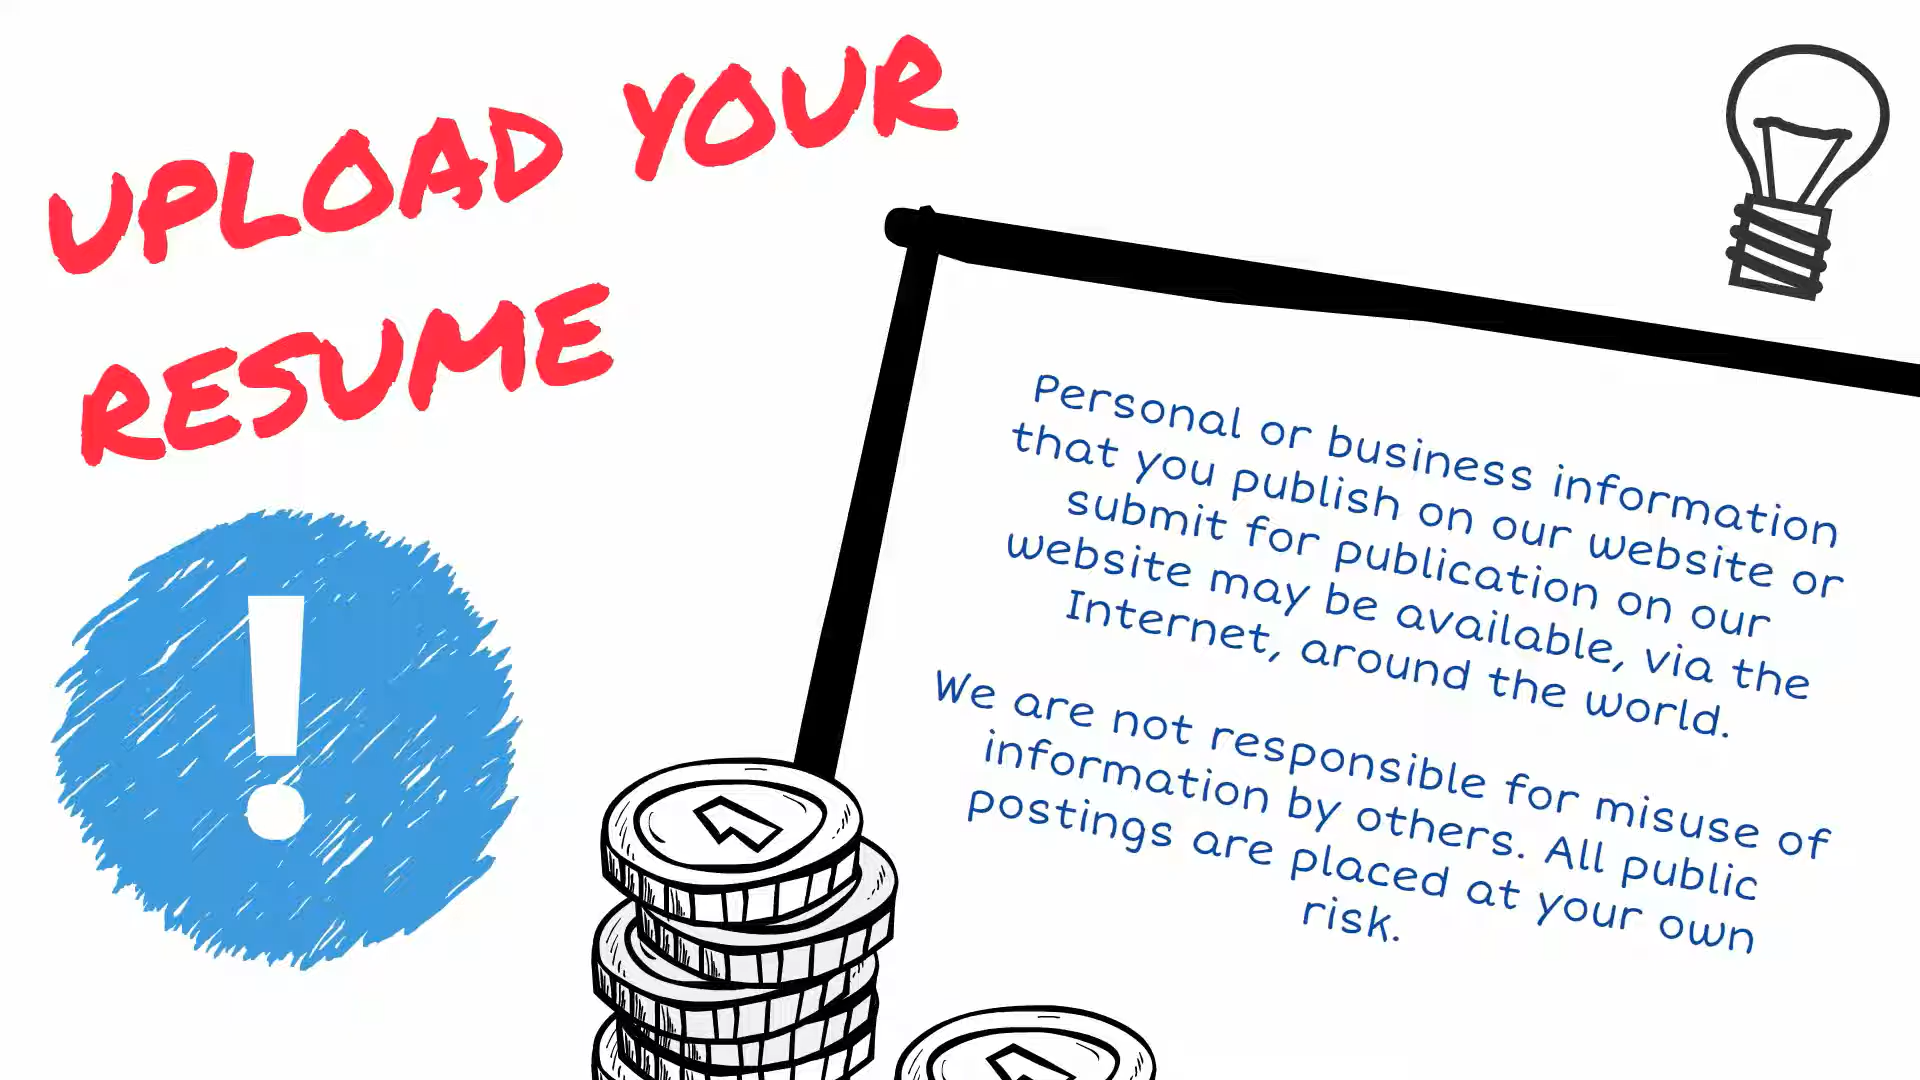 UPLOAD YOUR
RESUME
!
Personal or business information
that you publish on our website or
submit for publication on our
website may be available, via the
Internet, around the world.
We are not responsible for misuse of
information by others. All public
postings are placed at your own
risk.